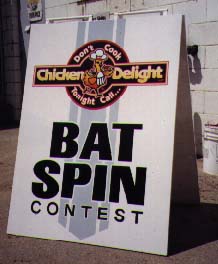 Don't Cook
Chicken Delight
Tonight Call...
BAT
SPIN
CONTEST